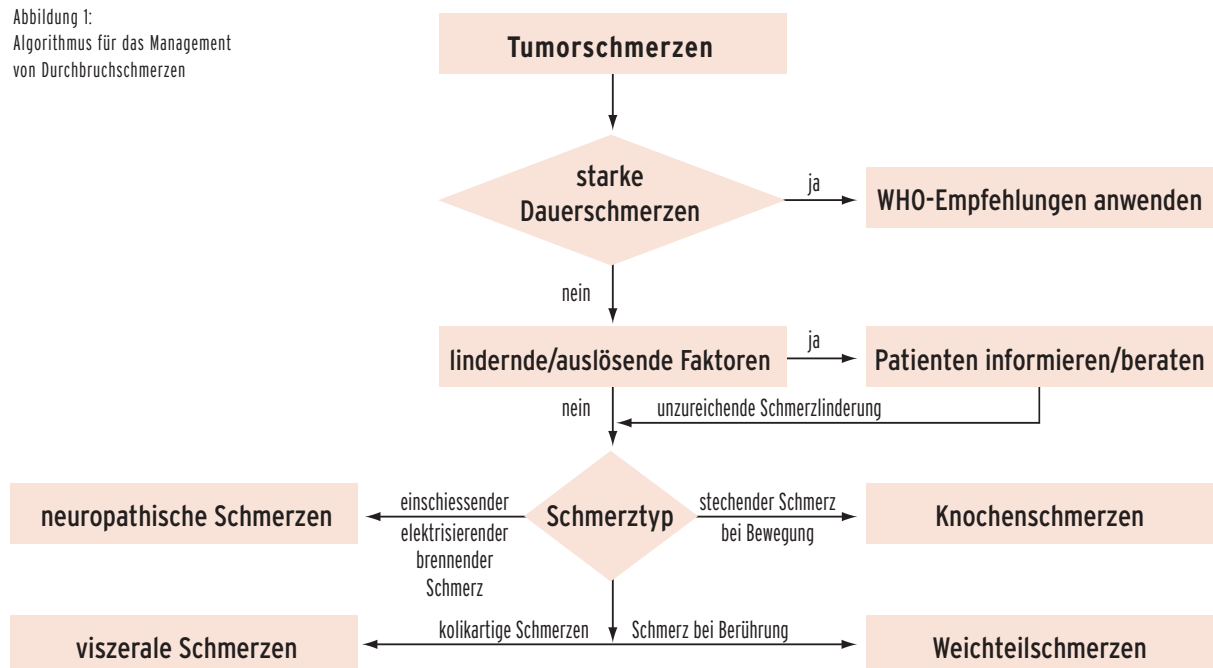 Abbildung 1:
Algorithmus für das Management
von Durchbruchschmerzen
Tumorschmerzen
starke
Dauerschmerzen
ja
WHO-Empfehlungen anwenden
nein
lindernde/auslösende Faktoren
ja
Patienten informieren/beraten
nein
unzureichende Schmerzlinderung
neuropathische Schmerzen
einschiessender
elektrisierender
brennender
Schmerz
Schmerztyp
stechender Schmerz
bei Bewegung
Knochenschmerzen
viszerale Schmerzen
kolikartige Schmerzen
Schmerz bei Berührung
Weichteilschmerzen